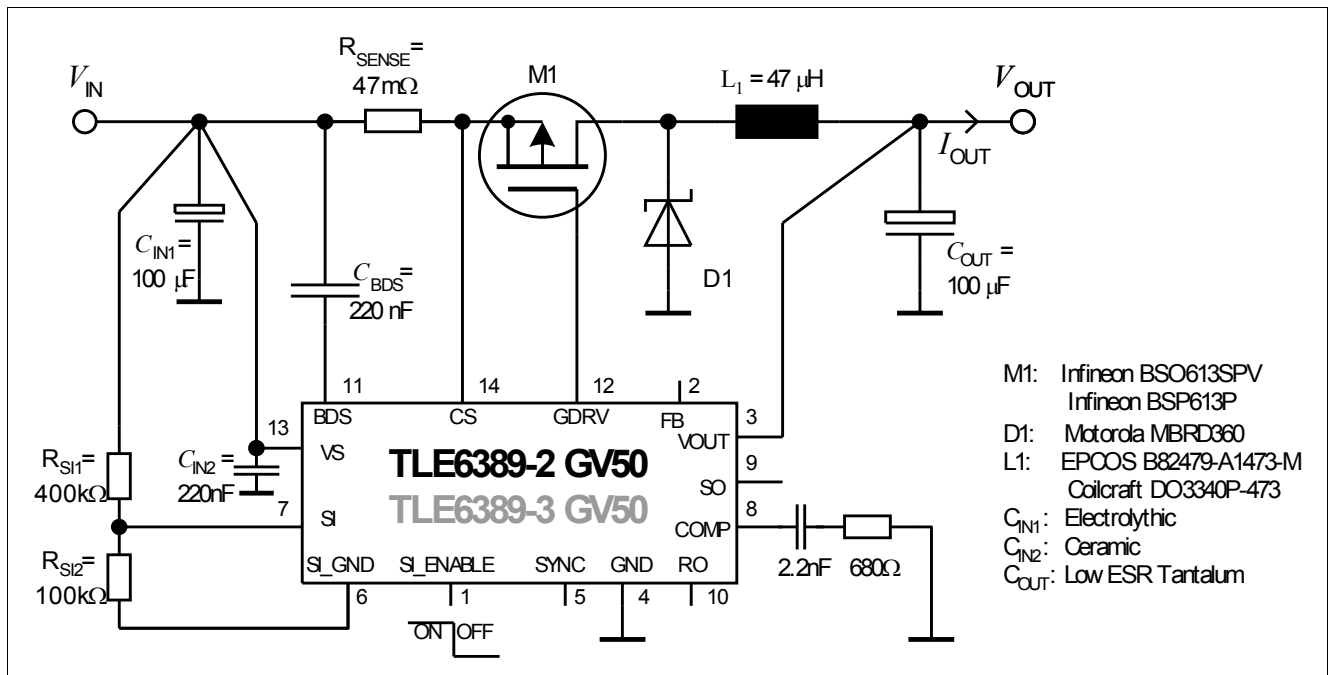 R_SENSE=
47mΩ
V_IN
M1
L_1 = 47 µH
V_OUT
I_OUT
C_IN1=
100 µF
C_BDS=
220 nF
D1
C_OUT=
100 µF
11
14
12
2
BDS
CS
GDRV
FB
3
VOUT
13
VS
TLE6389-2 GV50
TLE6389-3 GV50
9
SO
C_IN2=
220nF
R_SI1=
400kΩ
7
SI
8
COMP
2.2nF
680Ω
R_SI2=
100kΩ
SI_GND
SI_ENABLE
SYNC
GND
RO
6
1
5
4
10
ON OFF
M1: Infineon BSO613SPV
Infineon BSP613P
D1: Motorola MBRD360
L1: EPCOS B82479-A1473-M
Coilcraft DO3340P-473
C_IN1: Electrolythic
C_IN2: Ceramic
C_OUT: Low ESR Tantalum